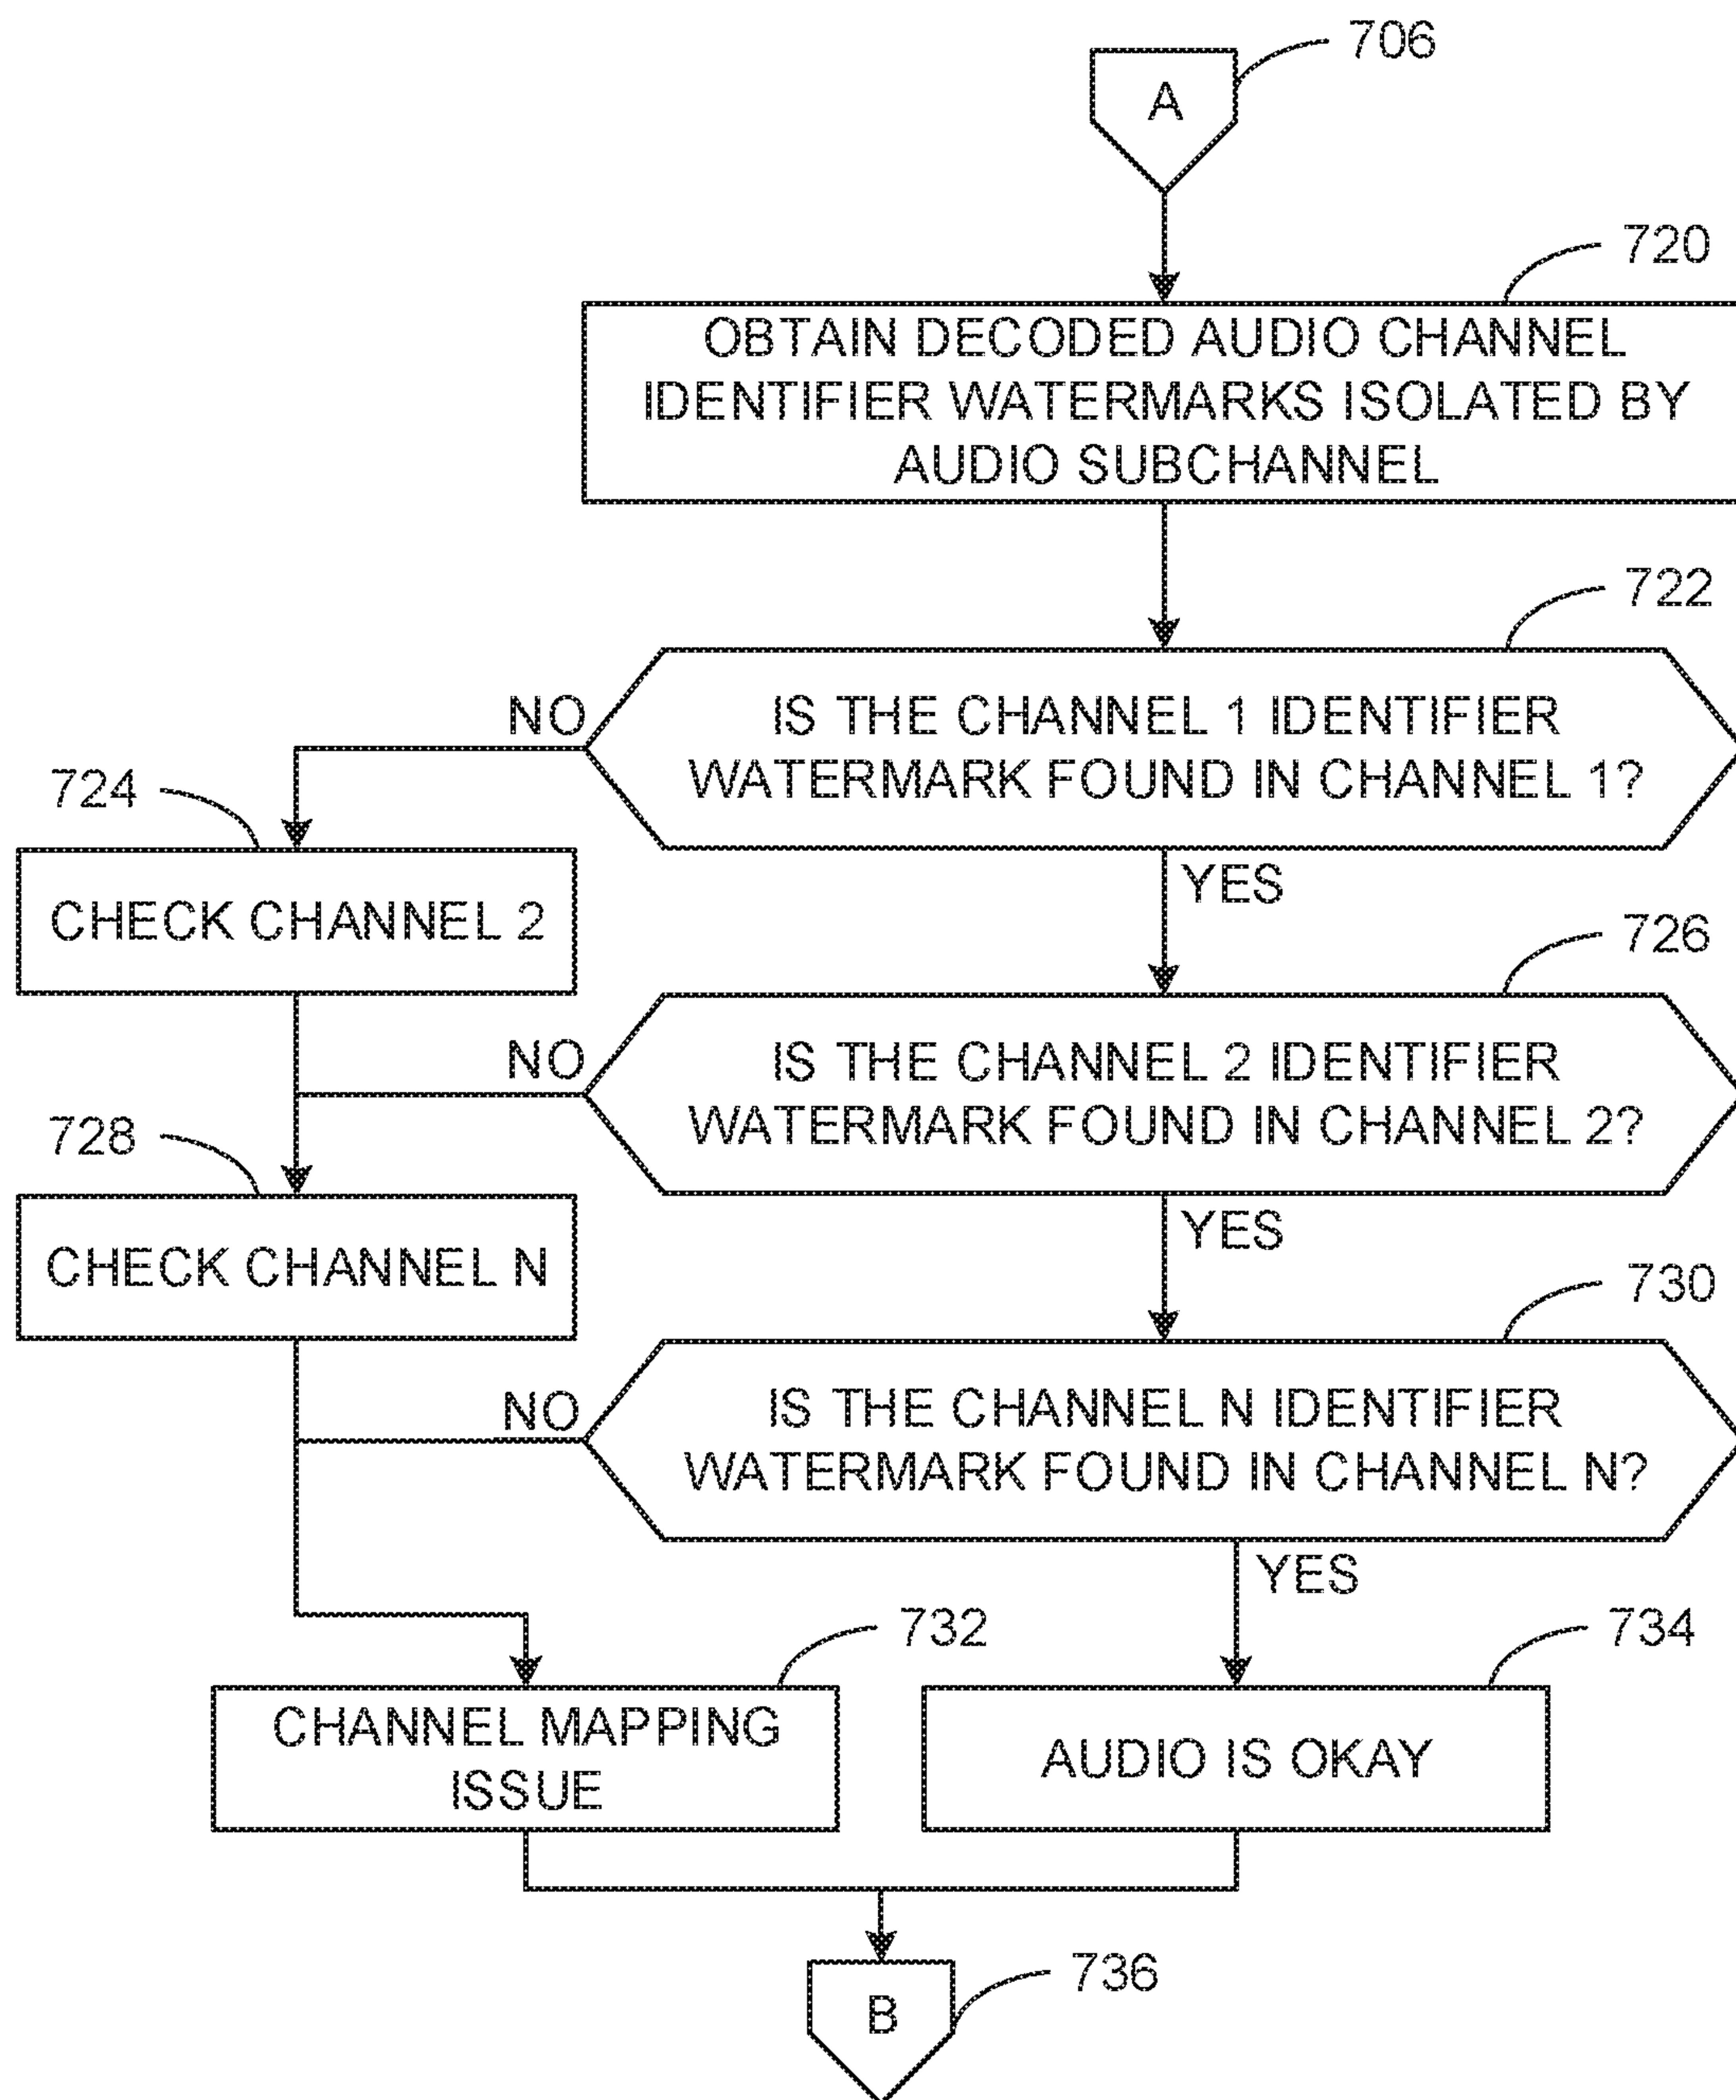 A
706
720
OBTAIN DECODED AUDIO CHANNEL
IDENTIFIER WATERMARKS ISOLATED BY
AUDIO SUBCHANNEL
722
NO
IS THE CHANNEL 1 IDENTIFIER
WATERMARK FOUND IN CHANNEL 1?
724
YES
CHECK CHANNEL 2
726
NO
IS THE CHANNEL 2 IDENTIFIER
WATERMARK FOUND IN CHANNEL 2?
728
YES
CHECK CHANNEL N
730
NO
IS THE CHANNEL N IDENTIFIER
WATERMARK FOUND IN CHANNEL N?
YES
732
734
CHANNEL MAPPING
ISSUE
AUDIO IS OKAY
736
B